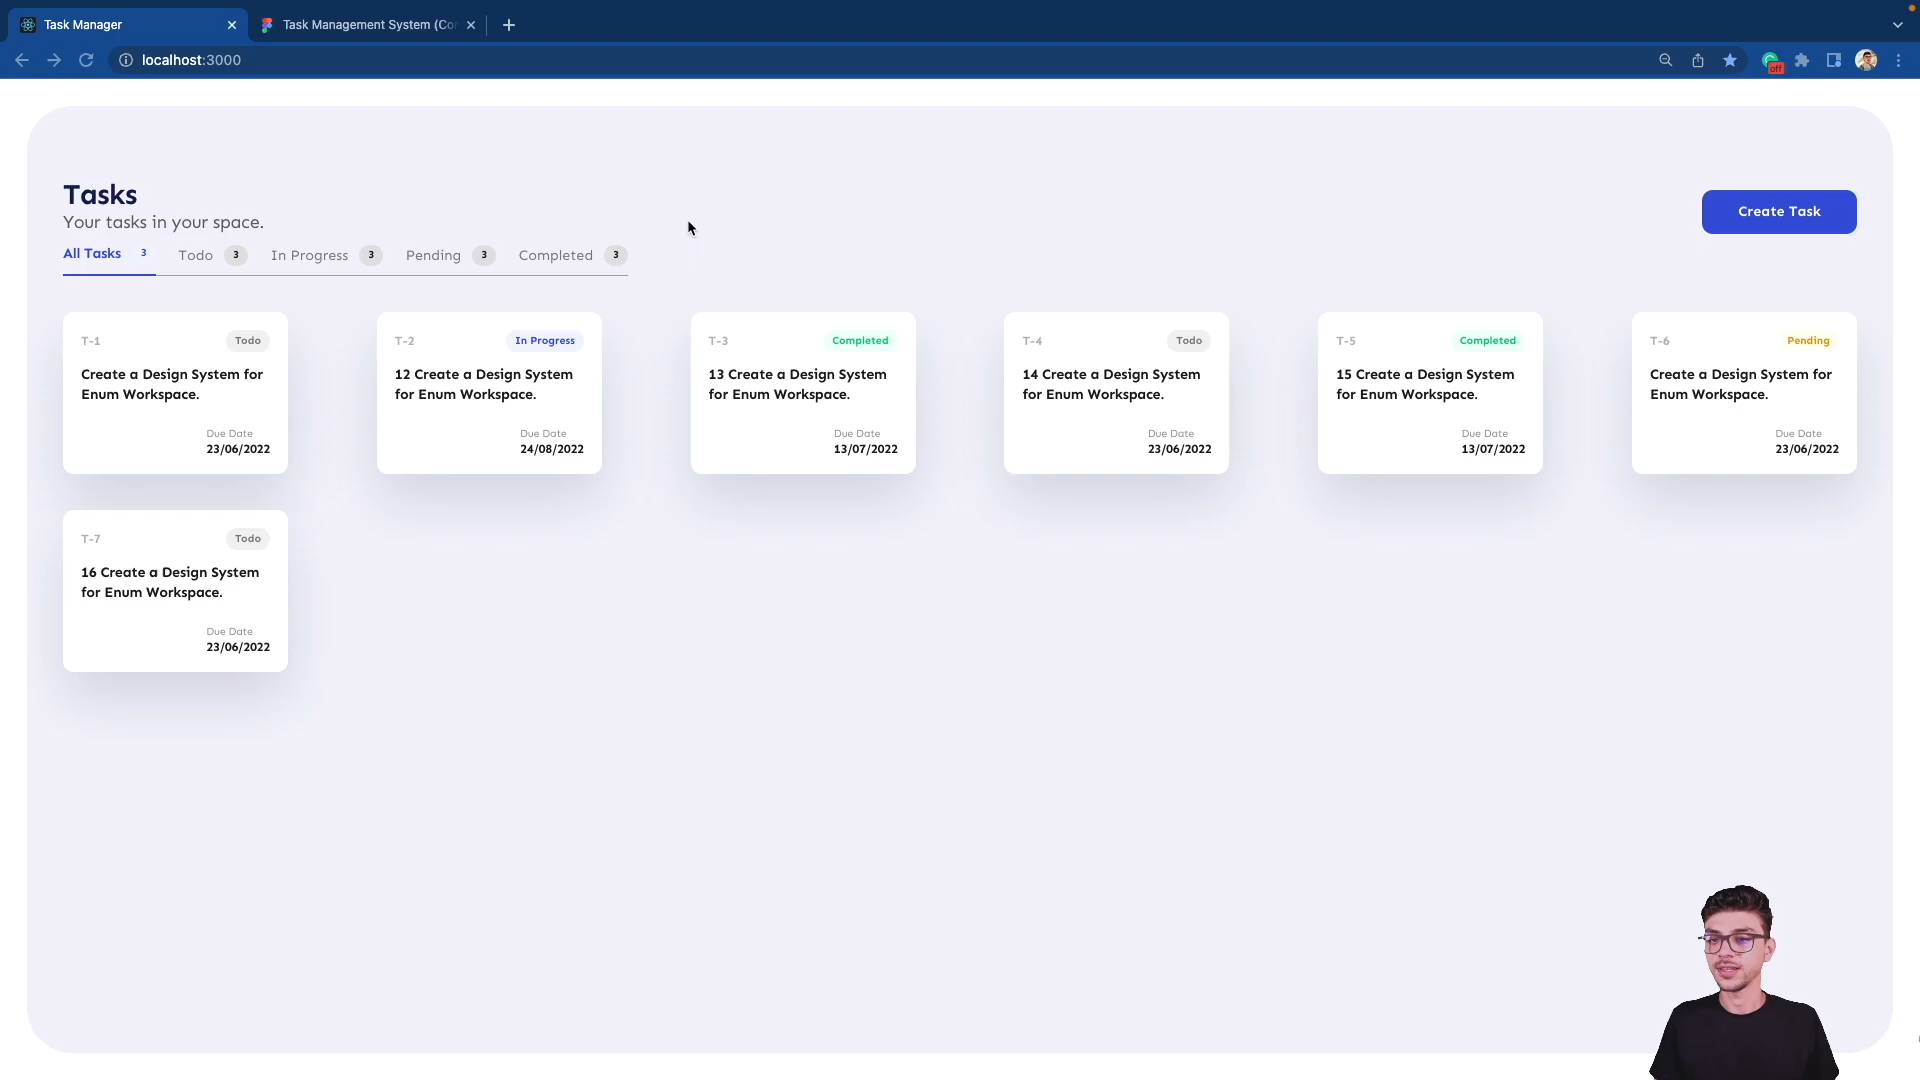 Task Manager
Task Management System (Co
localhost:3000
off
Tasks
Your tasks in your space.
Create Task
All Tasks 3 Todo 3 In Progress 3 Pending 3 Completed 3
T-1 Todo
Create a Design System for
Enum Workspace.
Due Date
23/06/2022
T-2 In Progress
12 Create a Design System
for Enum Workspace.
Due Date
24/08/2022
T-3 Completed
13 Create a Design System
for Enum Workspace.
Due Date
13/07/2022
T-4 Todo
14 Create a Design System
for Enum Workspace.
Due Date
23/06/2022
T-5 Completed
15 Create a Design System
for Enum Workspace.
Due Date
13/07/2022
T-6 Pending
Create a Design System for
Enum Workspace.
Due Date
23/06/2022
T-7 Todo
16 Create a Design System
for Enum Workspace.
Due Date
23/06/2022